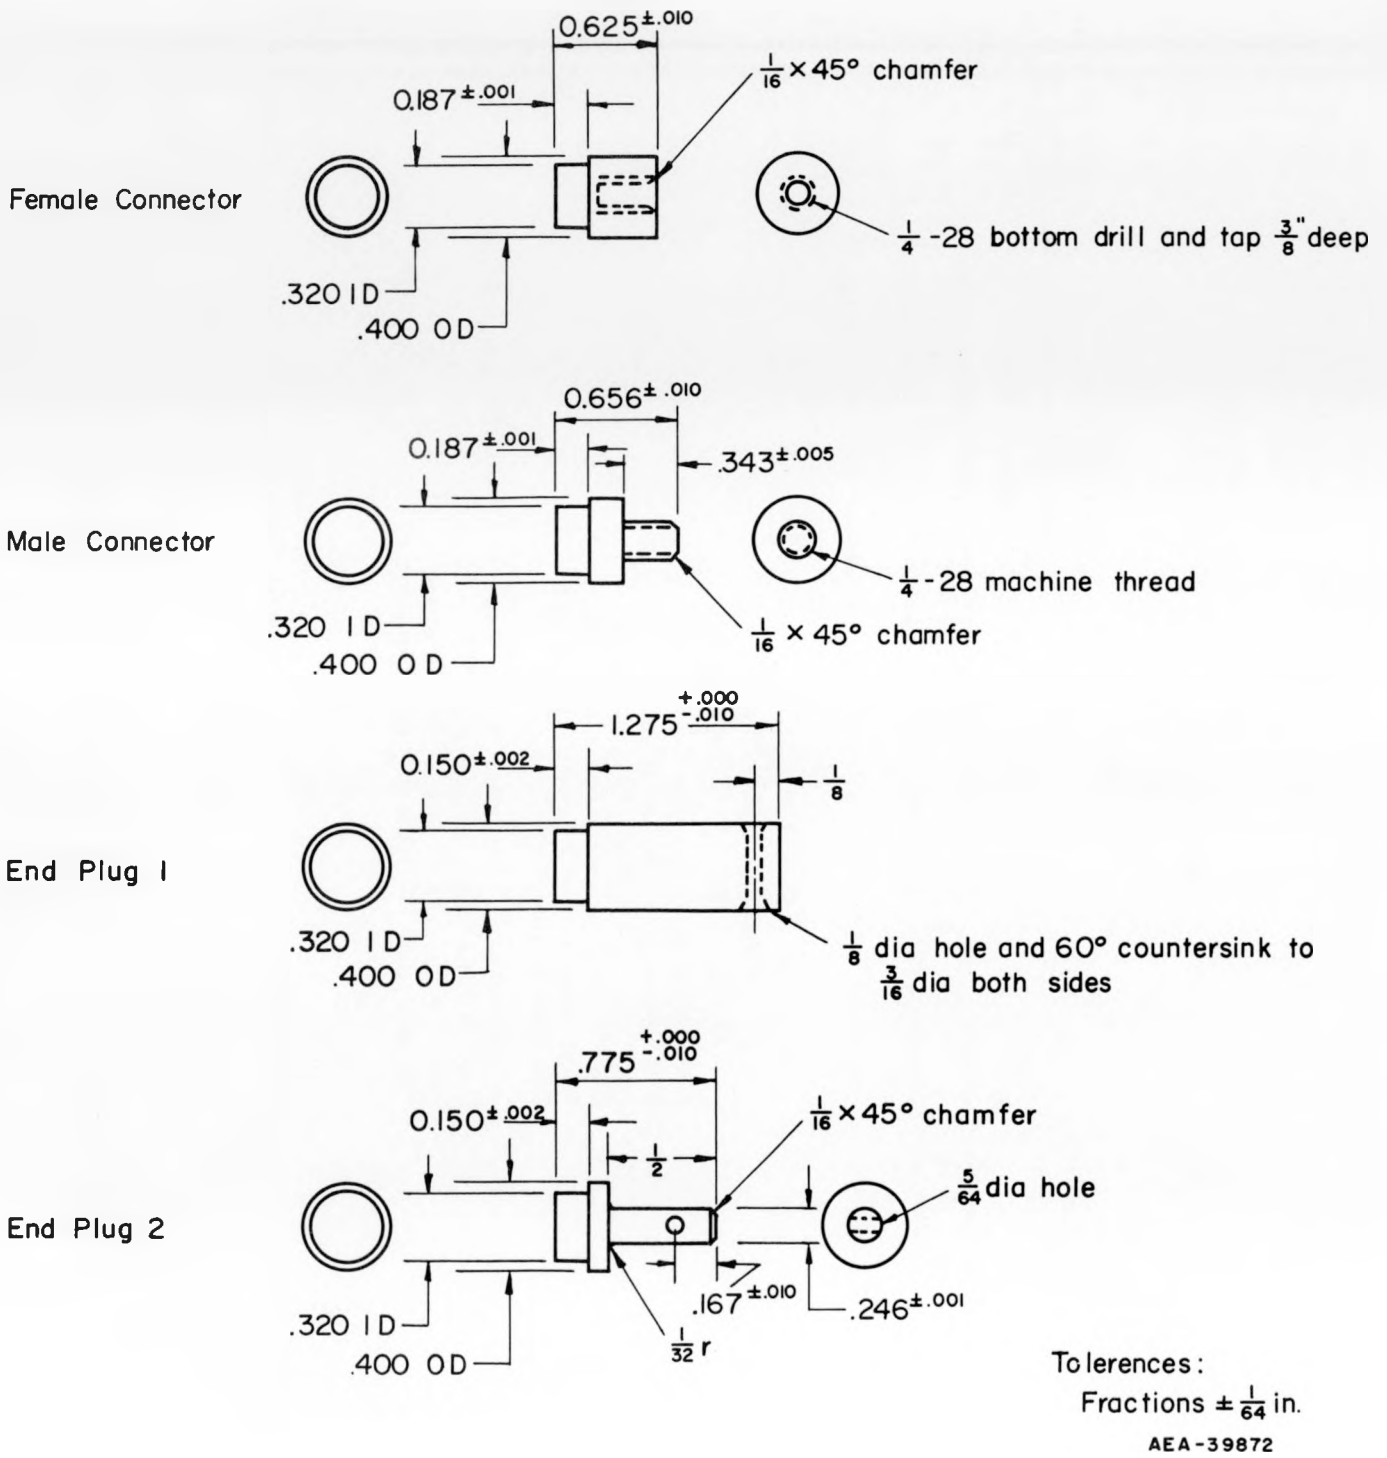 0.625±.010
1/16 × 45° chamfer
0.187±.001
Female Connector
1/4 -28 bottom drill and tap 3/8" deep
.320 ID
.400 OD
0.656±.010
0.187±.001
.343±.005
Male Connector
1/4 -28 machine thread
.320 ID
1/16 × 45° chamfer
.400 OD
1.275 +.000 -.010
0.150±.002
1/8
End Plug 1
.320 ID
1/8 dia hole and 60° countersink to
3/16 dia both sides
.400 OD
.775 +.000 -.010
0.150±.002
1/16 × 45° chamfer
1/2
5/64 dia hole
End Plug 2
.167±.010
.246±.001
.320 ID
1/32 r
.400 OD
Tolerences:
Fractions ± 1/64 in.
AEA-39872